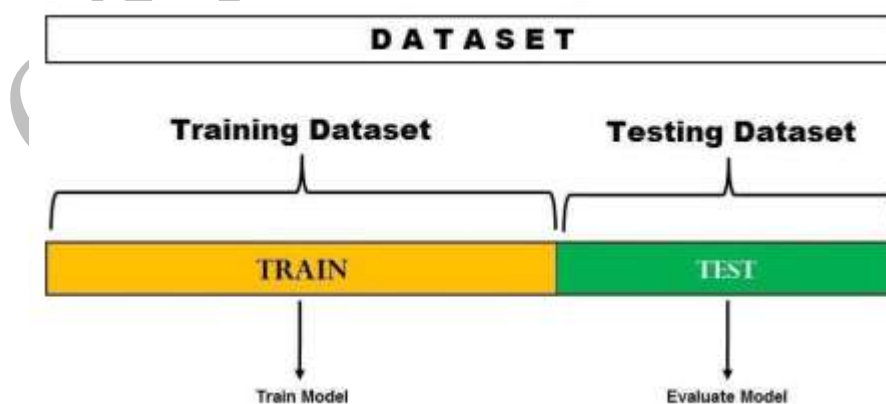 DATASET
Training Dataset
Testing Dataset
TRAIN
TEST
Train Model
Evaluate Model